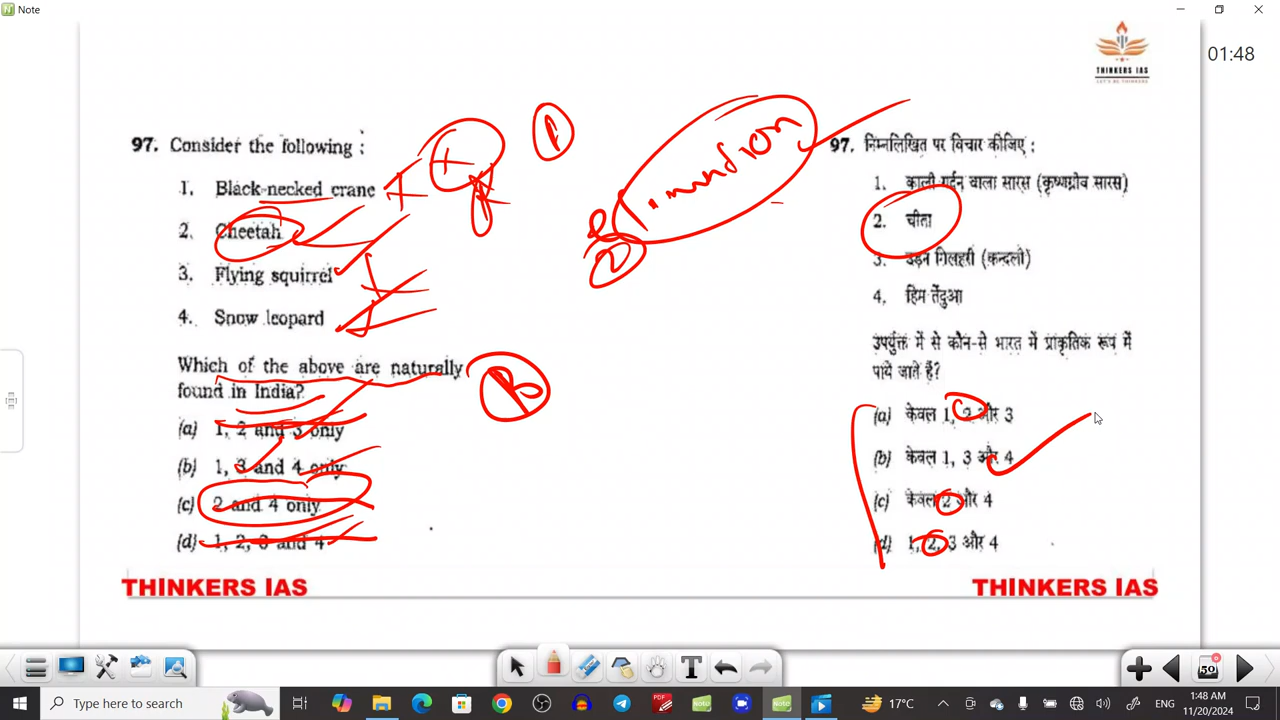 Note
THINKERS IAS
LET'S BE THINKERS
01:48
97. Consider the following :
1. Black-necked crane
2. Cheetah
3. Flying squirrel
4. Snow leopard
Which of the above are naturally
found in India?
(a) 1, 2 and 3 only
(b) 1, 3 and 4 only
(c) 2 and 4 only
(d) 1, 2, 3 and 4
97. निम्नलिखित पर विचार कीजिए :
1. काली गर्दन वाला सारस (कृष्णग्रीव सारस)
2. चीता
3. उड़न गिलहरी (कन्दली)
4. हिम तेंदुआ
उपर्युक्त में से कौन-से भारत में प्राकृतिक रूप में
पाये जाते हैं?
(a) केवल 1, 2 और 3
(b) केवल 1, 3 और 4
(c) केवल 2 और 4
(d) 1, 2, 3 और 4
THINKERS IAS
THINKERS IAS
Type here to search
17°C
ENG
1:48 AM
11/20/2024